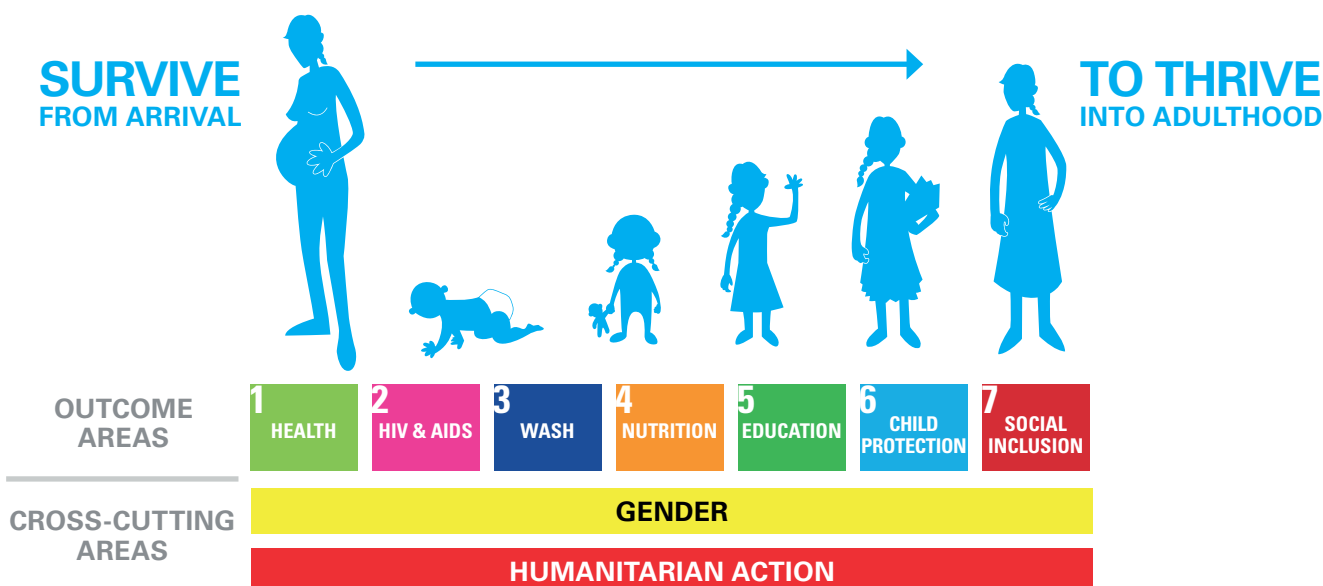 SURVIVE
FROM ARRIVAL
TO THRIVE
INTO ADULTHOOD
OUTCOME
AREAS
1
HEALTH
2
HIV & AIDS
3
WASH
4
NUTRITION
5
EDUCATION
6
CHILD
PROTECTION
7
SOCIAL
INCLUSION
CROSS-CUTTING
AREAS
GENDER
HUMANITARIAN ACTION